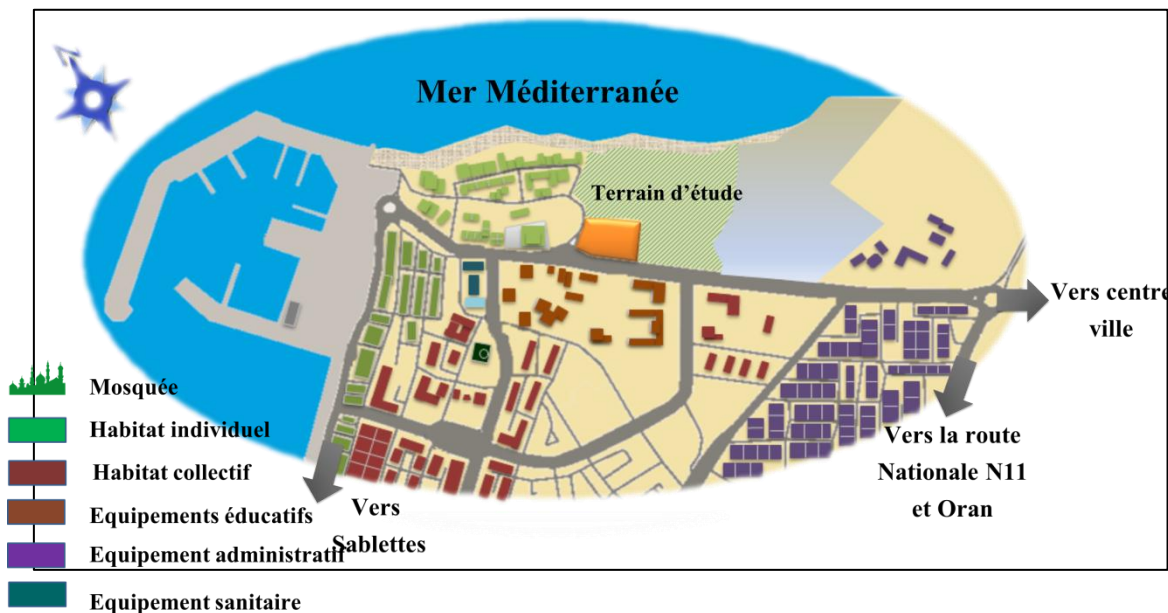 Mer Méditerranée
Terrain d’étude
Vers centre
ville
Mosquée
Habitat individuel
Habitat collectif
Equipements éducatifs
Equipement administratif
Equipement sanitaire
Vers
Sablettes
Vers la route
Nationale N11
et Oran